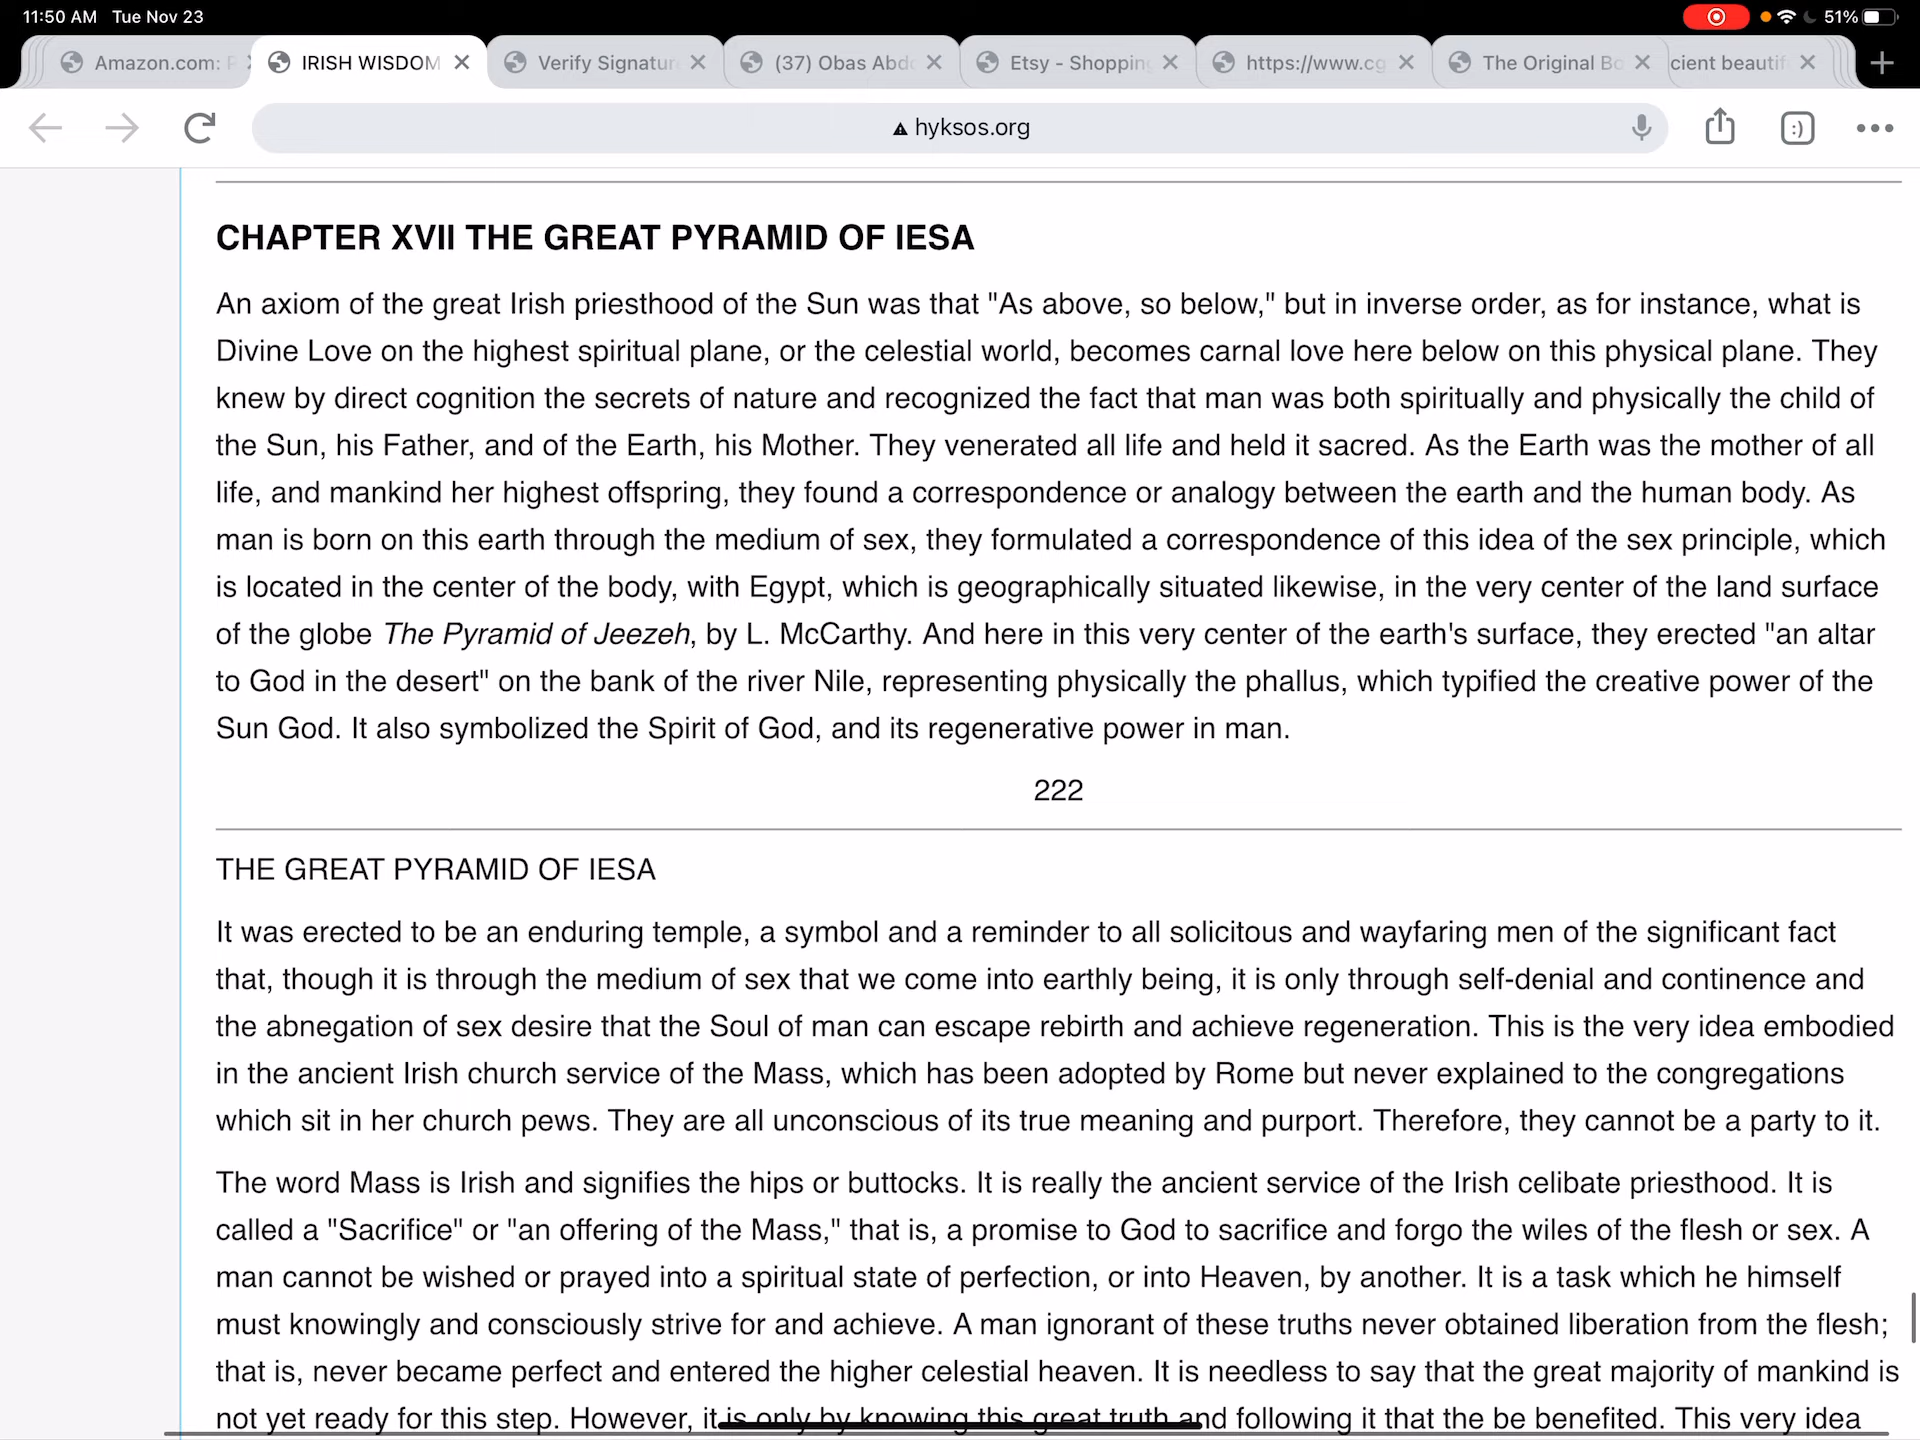 11:50 AM Tue Nov 23
51%
Amazon.com:
IRISH WISDOM
Verify Signatur
(37) Obas Abd
Etsy - Shopping
https://www.cg
The Original Bo
cient beautif
hyksos.org
CHAPTER XVII THE GREAT PYRAMID OF IESA
An axiom of the great Irish priesthood of the Sun was that "As above, so below," but in inverse order, as for instance, what is
Divine Love on the highest spiritual plane, or the celestial world, becomes carnal love here below on this physical plane. They
knew by direct cognition the secrets of nature and recognized the fact that man was both spiritually and physically the child of
the Sun, his Father, and of the Earth, his Mother. They venerated all life and held it sacred. As the Earth was the mother of all
life, and mankind her highest offspring, they found a correspondence or analogy between the earth and the human body. As
man is born on this earth through the medium of sex, they formulated a correspondence of this idea of the sex principle, which
is located in the center of the body, with Egypt, which is geographically situated likewise, in the very center of the land surface
of the globe The Pyramid of Jeezeh, by L. McCarthy. And here in this very center of the earth's surface, they erected "an altar
to God in the desert" on the bank of the river Nile, representing physically the phallus, which typified the creative power of the
Sun God. It also symbolized the Spirit of God, and its regenerative power in man.
222
THE GREAT PYRAMID OF IESA
It was erected to be an enduring temple, a symbol and a reminder to all solicitous and wayfaring men of the significant fact
that, though it is through the medium of sex that we come into earthly being, it is only through self-denial and continence and
the abnegation of sex desire that the Soul of man can escape rebirth and achieve regeneration. This is the very idea embodied
in the ancient Irish church service of the Mass, which has been adopted by Rome but never explained to the congregations
which sit in her church pews. They are all unconscious of its true meaning and purport. Therefore, they cannot be a party to it.
The word Mass is Irish and signifies the hips or buttocks. It is really the ancient service of the Irish celibate priesthood. It is
called a "Sacrifice" or "an offering of the Mass," that is, a promise to God to sacrifice and forgo the wiles of the flesh or sex. A
man cannot be wished or prayed into a spiritual state of perfection, or into Heaven, by another. It is a task which he himself
must knowingly and consciously strive for and achieve. A man ignorant of these truths never obtained liberation from the flesh;
that is, never became perfect and entered the higher celestial heaven. It is needless to say that the great majority of mankind is
not yet ready for this step. However, it is only by knowing this great truth and following it that the be benefited. This very idea